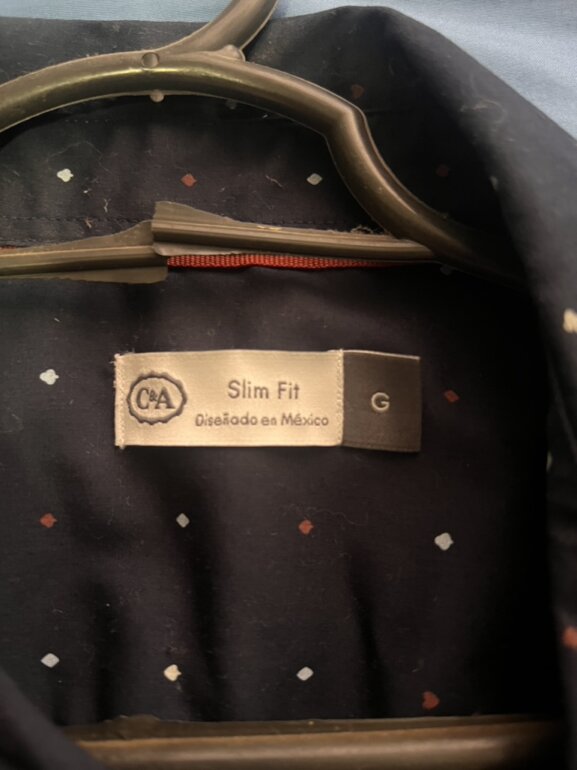 C&A
Slim Fit
Diseñado en México
G